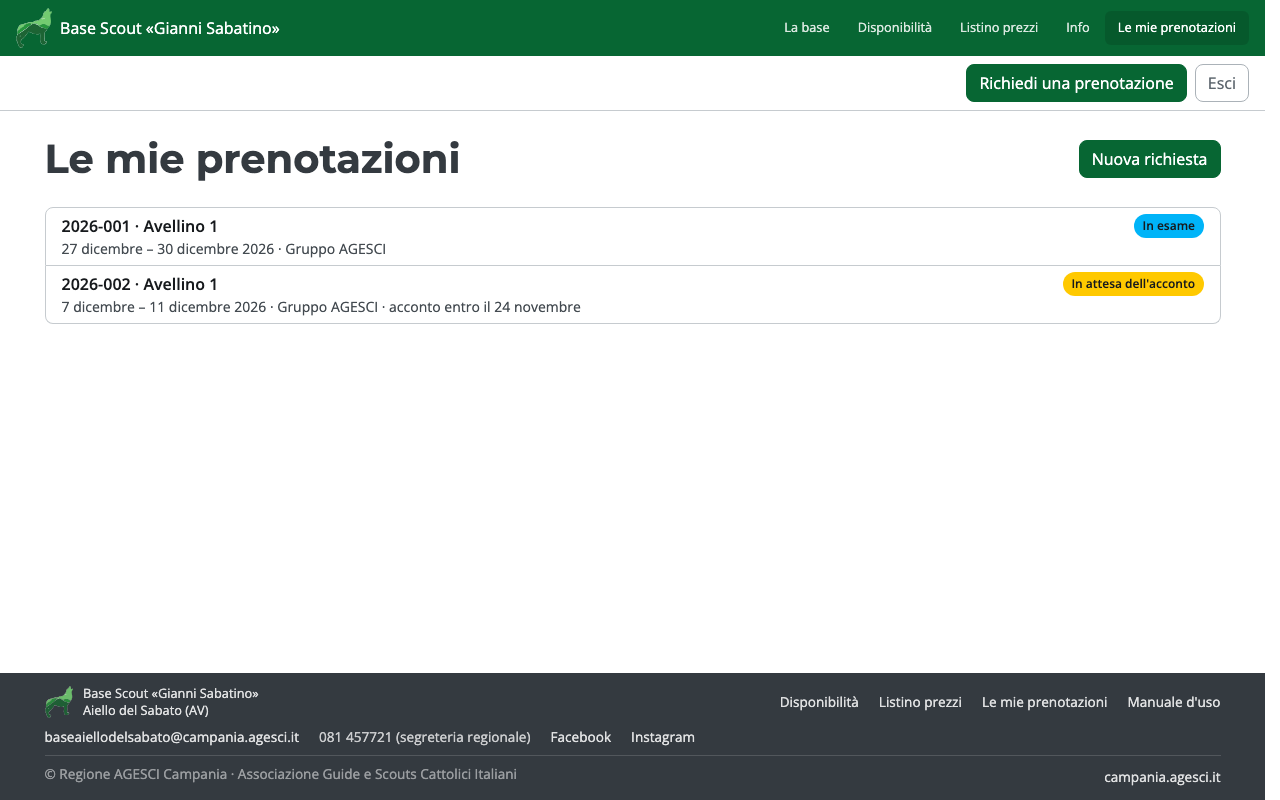 Base Scout «Gianni Sabatino»
La base
Disponibilità
Listino prezzi
Info
Le mie prenotazioni
Richiedi una prenotazione
Esci
Le mie prenotazioni
Nuova richiesta
2026-001 · Avellino 1
In esame
27 dicembre – 30 dicembre 2026 · Gruppo AGESCI
2026-002 · Avellino 1
In attesa dell'acconto
7 dicembre – 11 dicembre 2026 · Gruppo AGESCI · acconto entro il 24 novembre
Base Scout «Gianni Sabatino»
Aiello del Sabato (AV)
Disponibilità
Listino prezzi
Le mie prenotazioni
Manuale d'uso
baseaiellodelsabato@campania.agesci.it
081 457721 (segreteria regionale)
Facebook
Instagram
© Regione AGESCI Campania · Associazione Guide e Scouts Cattolici Italiani
campania.agesci.it